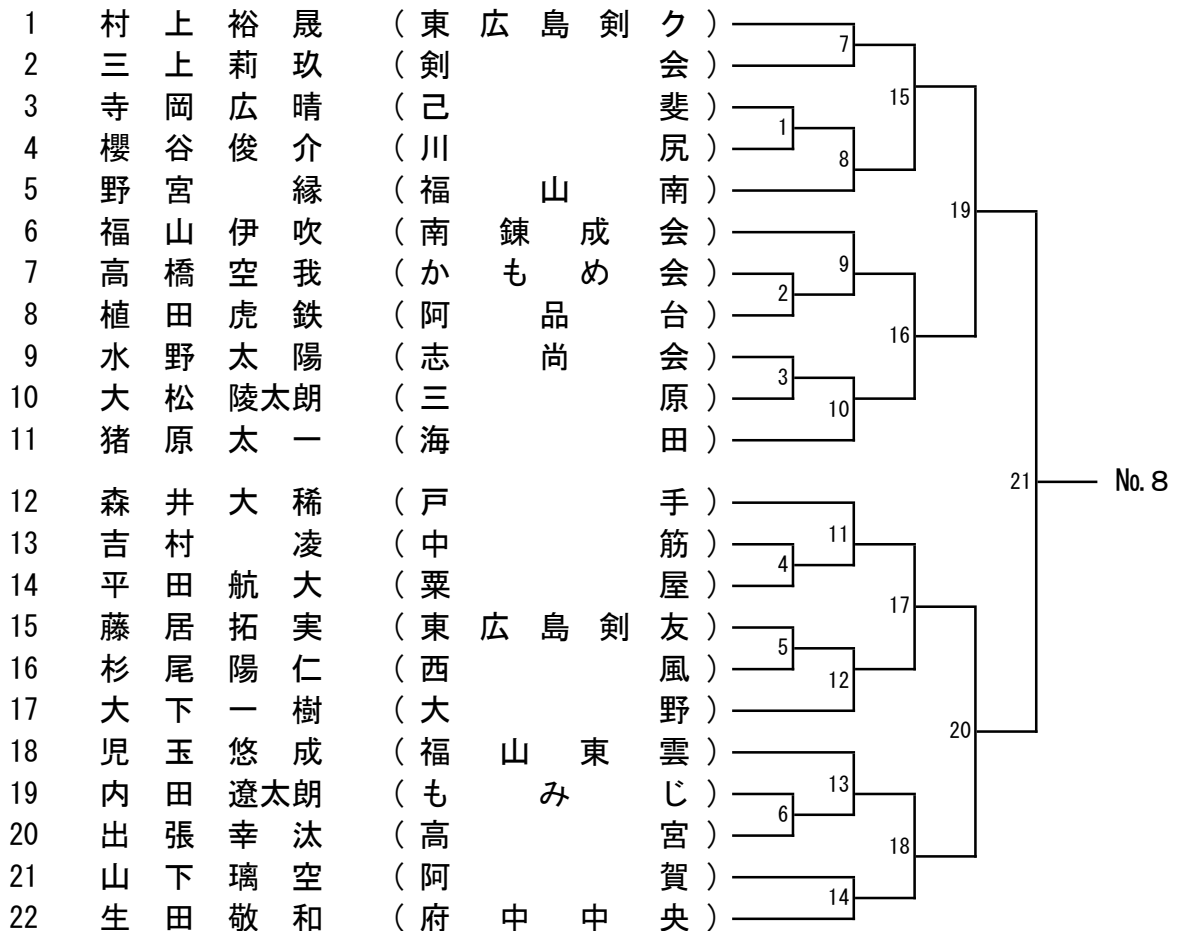 1 村上裕晟 (東広島剣ク)
7
2 三上莉玖 (剣会)
15
3 寺岡広晴 (己斐)
1
4 櫻谷俊介 (川尻)
8
5 野宮縁 (福山南)
19
6 福山伊吹 (南錬成会)
9
7 高橋空我 (かもめ会)
2
8 植田虎鉄 (阿品台)
16
9 水野太陽 (志尚会)
3
10 大松陵太朗 (三原)
10
11 猪原太一 (海田)
21 No.8
12 森井大稀 (戸手)
11
13 吉村凌 (中筋)
4
14 平田航大 (粟屋)
17
15 藤居拓実 (東広島剣友)
5
16 杉尾陽仁 (西風)
12
17 大下一樹 (大野)
20
18 児玉悠成 (福山東雲)
13
19 内田遼太朗 (もみじ)
6
20 出張幸汰 (高宮)
18
21 山下璃空 (阿賀)
14
22 生田敬和 (府中中央)